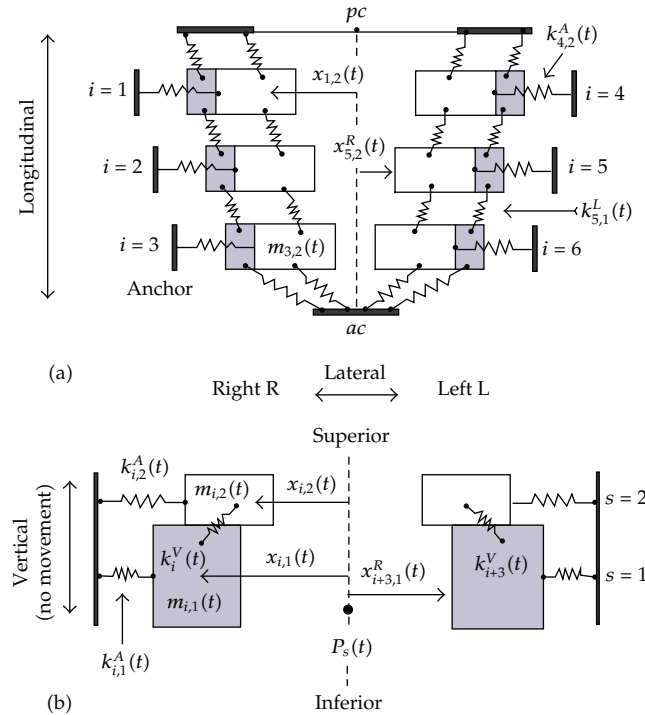 pc
k^A_{4,2}(t)
x_{1,2}(t)
i = 1
i = 4
x^R_{5,2}(t)
i = 2
i = 5
k^L_{5,1}(t)
i = 3
m_{3,2}(t)
i = 6
Anchor
ac
Longitudinal
(a)
Lateral
Right R
Left L
Superior
k^A_{i,2}(t)
m_{i,2}(t)
x_{i,2}(t)
s = 2
k^V_i(t)
x_{i,1}(t)
x^R_{i+3,1}(t)
k^V_{i+3}(t)
s = 1
m_{i,1}(t)
P_s(t)
k^A_{i,1}(t)
Vertical
(no movement)
(b)
Inferior